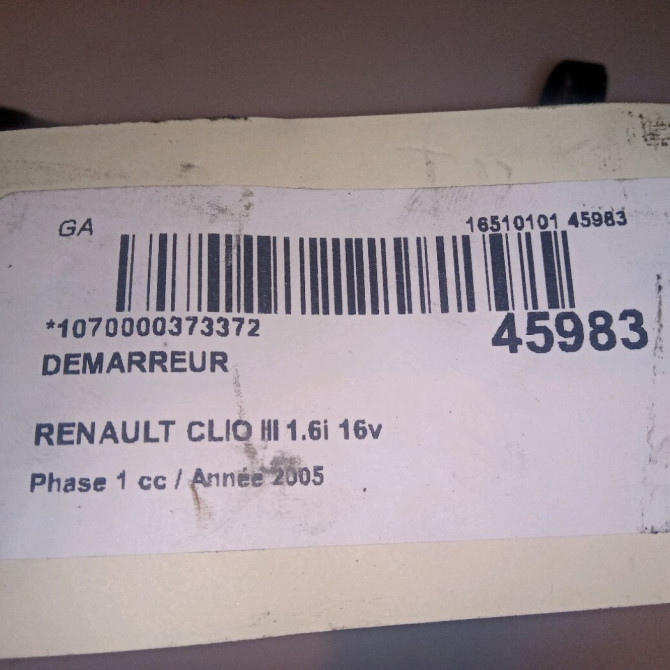 GA
16510101 45983
*1070000373372
45983
DEMARREUR
RENAULT CLIO III 1.6i 16v
Phase 1 cc / Année 2005